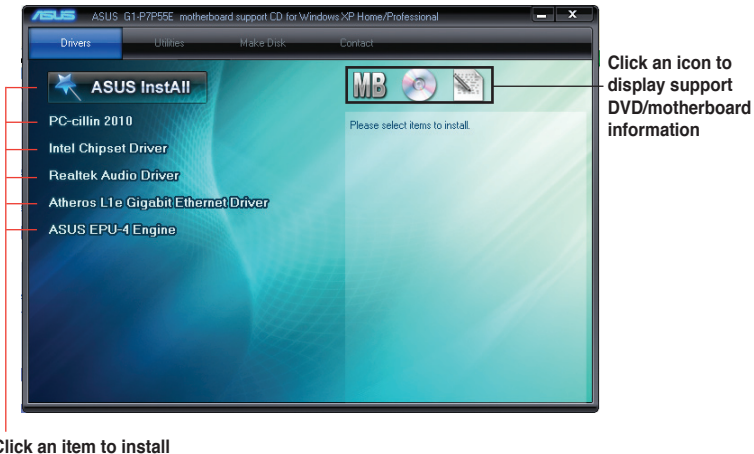 ASUS ASUS G1-P7P55E motherboard support CD for Windows XP Home/Professional
Drivers Utilities Make Disk Contact
ASUS InstAll
PC-cillin 2010
Intel Chipset Driver
Realtek Audio Driver
Atheros L1e Gigabit Ethernet Driver
ASUS EPU-4 Engine
MB
Please select items to install.
Click an icon to
display support
DVD/motherboard
information
Click an item to install